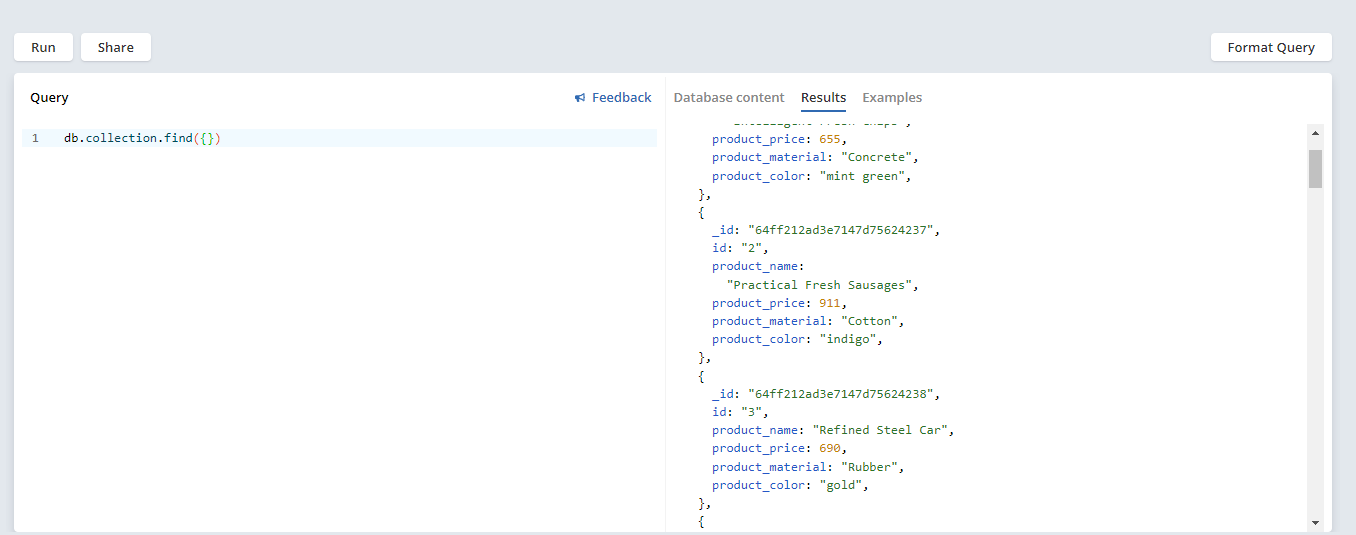 Run
Share
Format Query
Query
Feedback
Database content
Results
Examples
1
db.collection.find({})
product_price: 655,
product_material: "Concrete",
product_color: "mint green",
},
{
_id: "64ff212ad3e7147d75624237",
id: "2",
product_name:
"Practical Fresh Sausages",
product_price: 911,
product_material: "Cotton",
product_color: "indigo",
},
{
_id: "64ff212ad3e7147d75624238",
id: "3",
product_name: "Refined Steel Car",
product_price: 690,
product_material: "Rubber",
product_color: "gold",
},
{